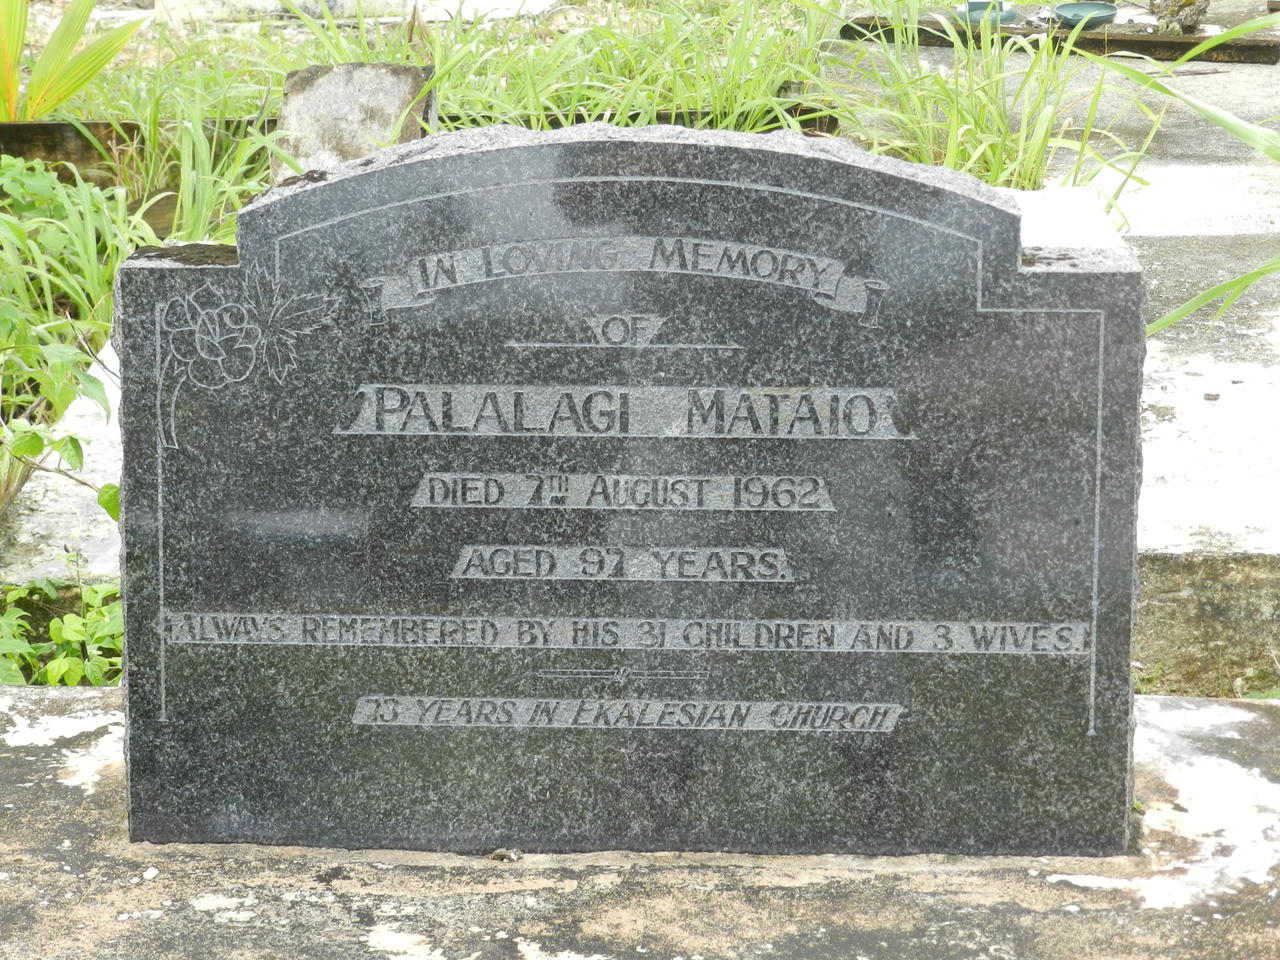 IN LOVING MEMORY
OF
PALALAGI MATAIO
DIED 7TH AUGUST 1962
AGED 97 YEARS.
ALWAYS REMEMBERED BY HIS 31 CHILDREN AND 3 WIVES.
73 YEARS IN EKALESIAN CHURCH